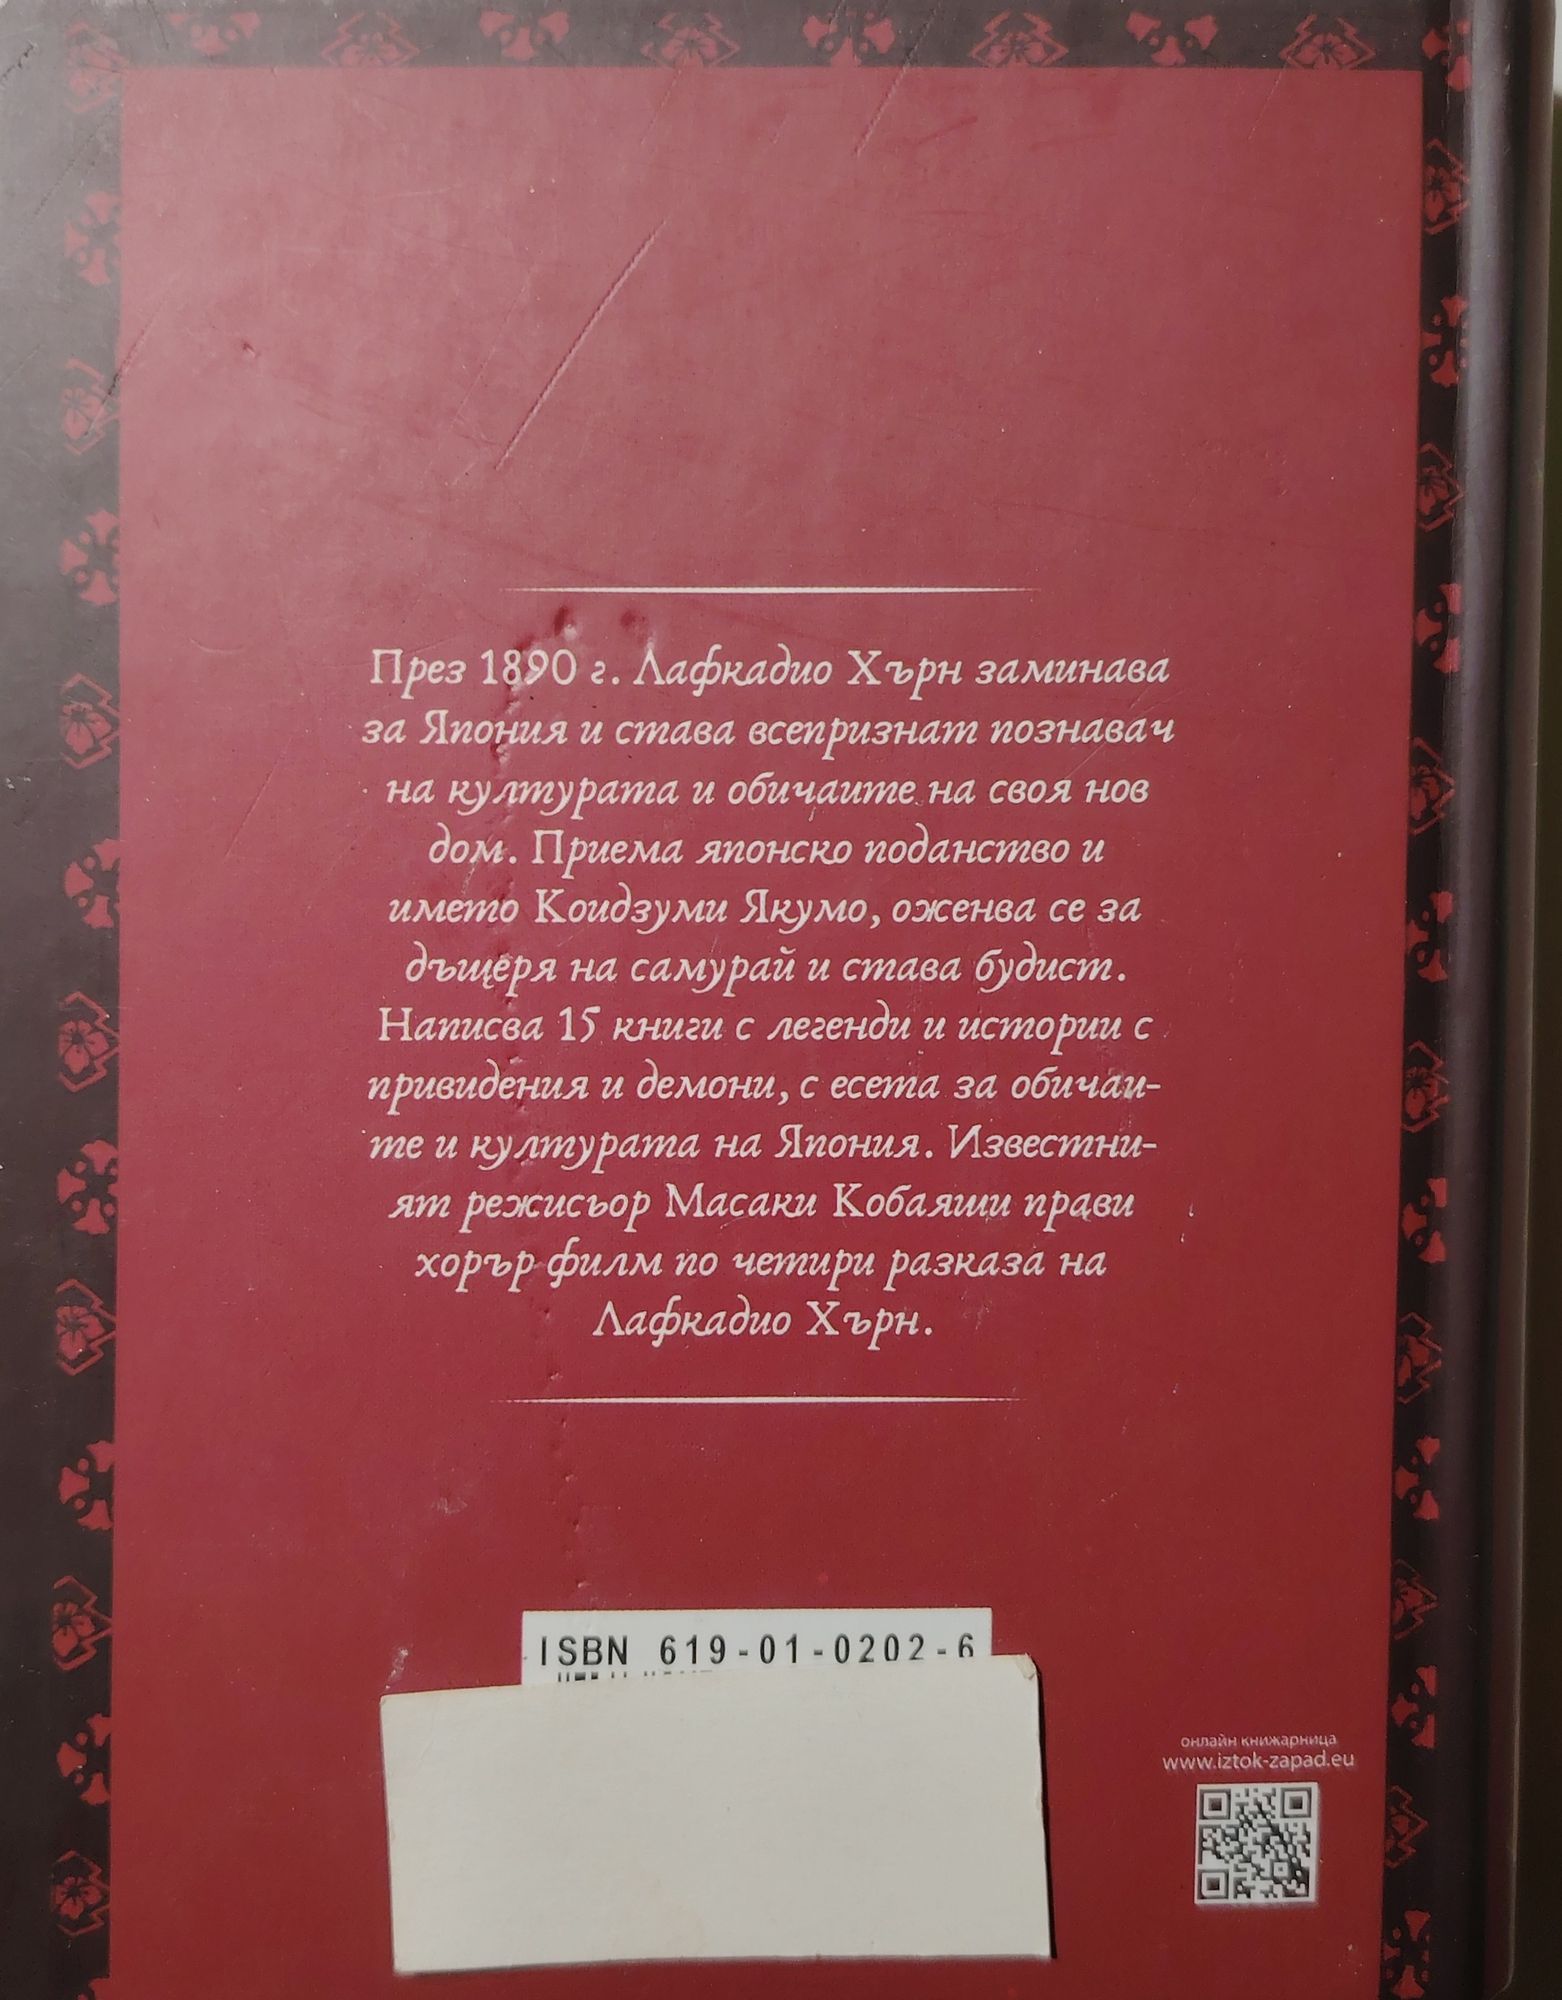 През 1890 г. Лафкадио Хърн заминава
за Япония и става всепризнат познавач
на културата и обичаите на своя нов
дом. Приема японско поданство и
името Коидзуми Якумо, оженва се за
дъщеря на самурай и става будист.
Написва 15 книги с легенди и истории с
привидения и демони, с есета за обичаи-
те и културата на Япония. Известни-
ят режисьор Масаки Кобаяши прави
хорър филм по четири разказа на
Лафкадио Хърн.
ISBN 619-01-0202-6
онлайн книжарница
www.iztok-zapad.eu